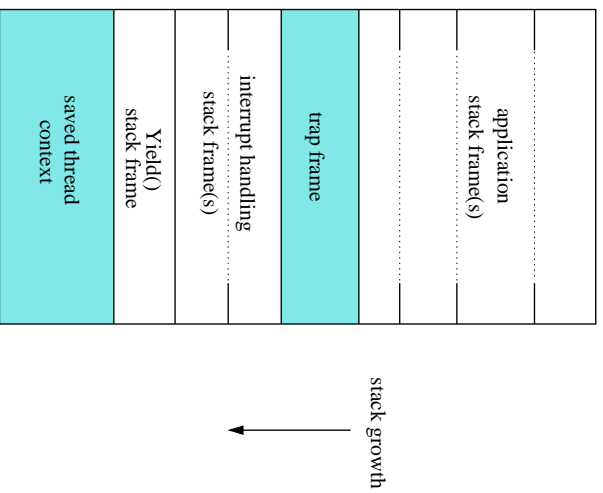 application
stack frame(s)
trap frame
interrupt handling
stack frame(s)
Yield()
stack frame
saved thread
context
stack growth